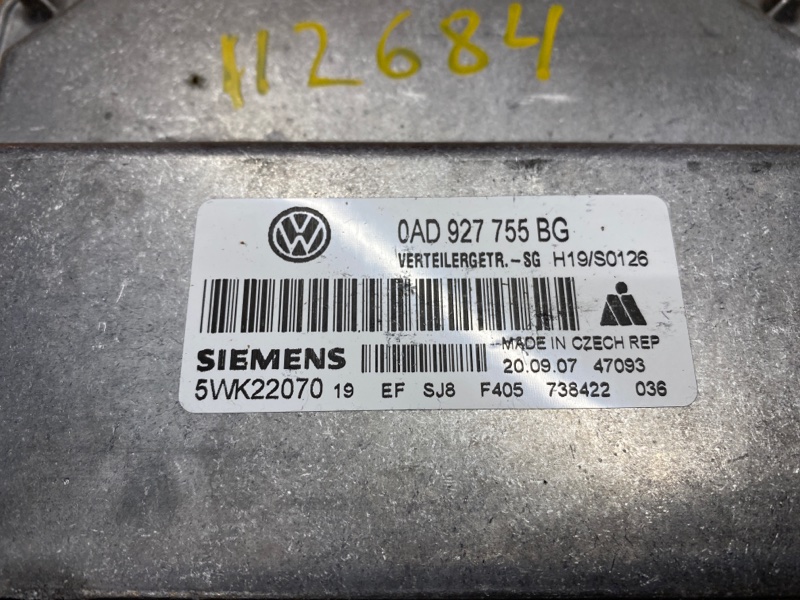 112684
0AD 927 755 BG
VERTEILERGETR.-SG H19/S0126
MADE IN CZECH REP
SIEMENS 20.09.07 47093
5WK22070 19 EF SJ8 F405 738422 036